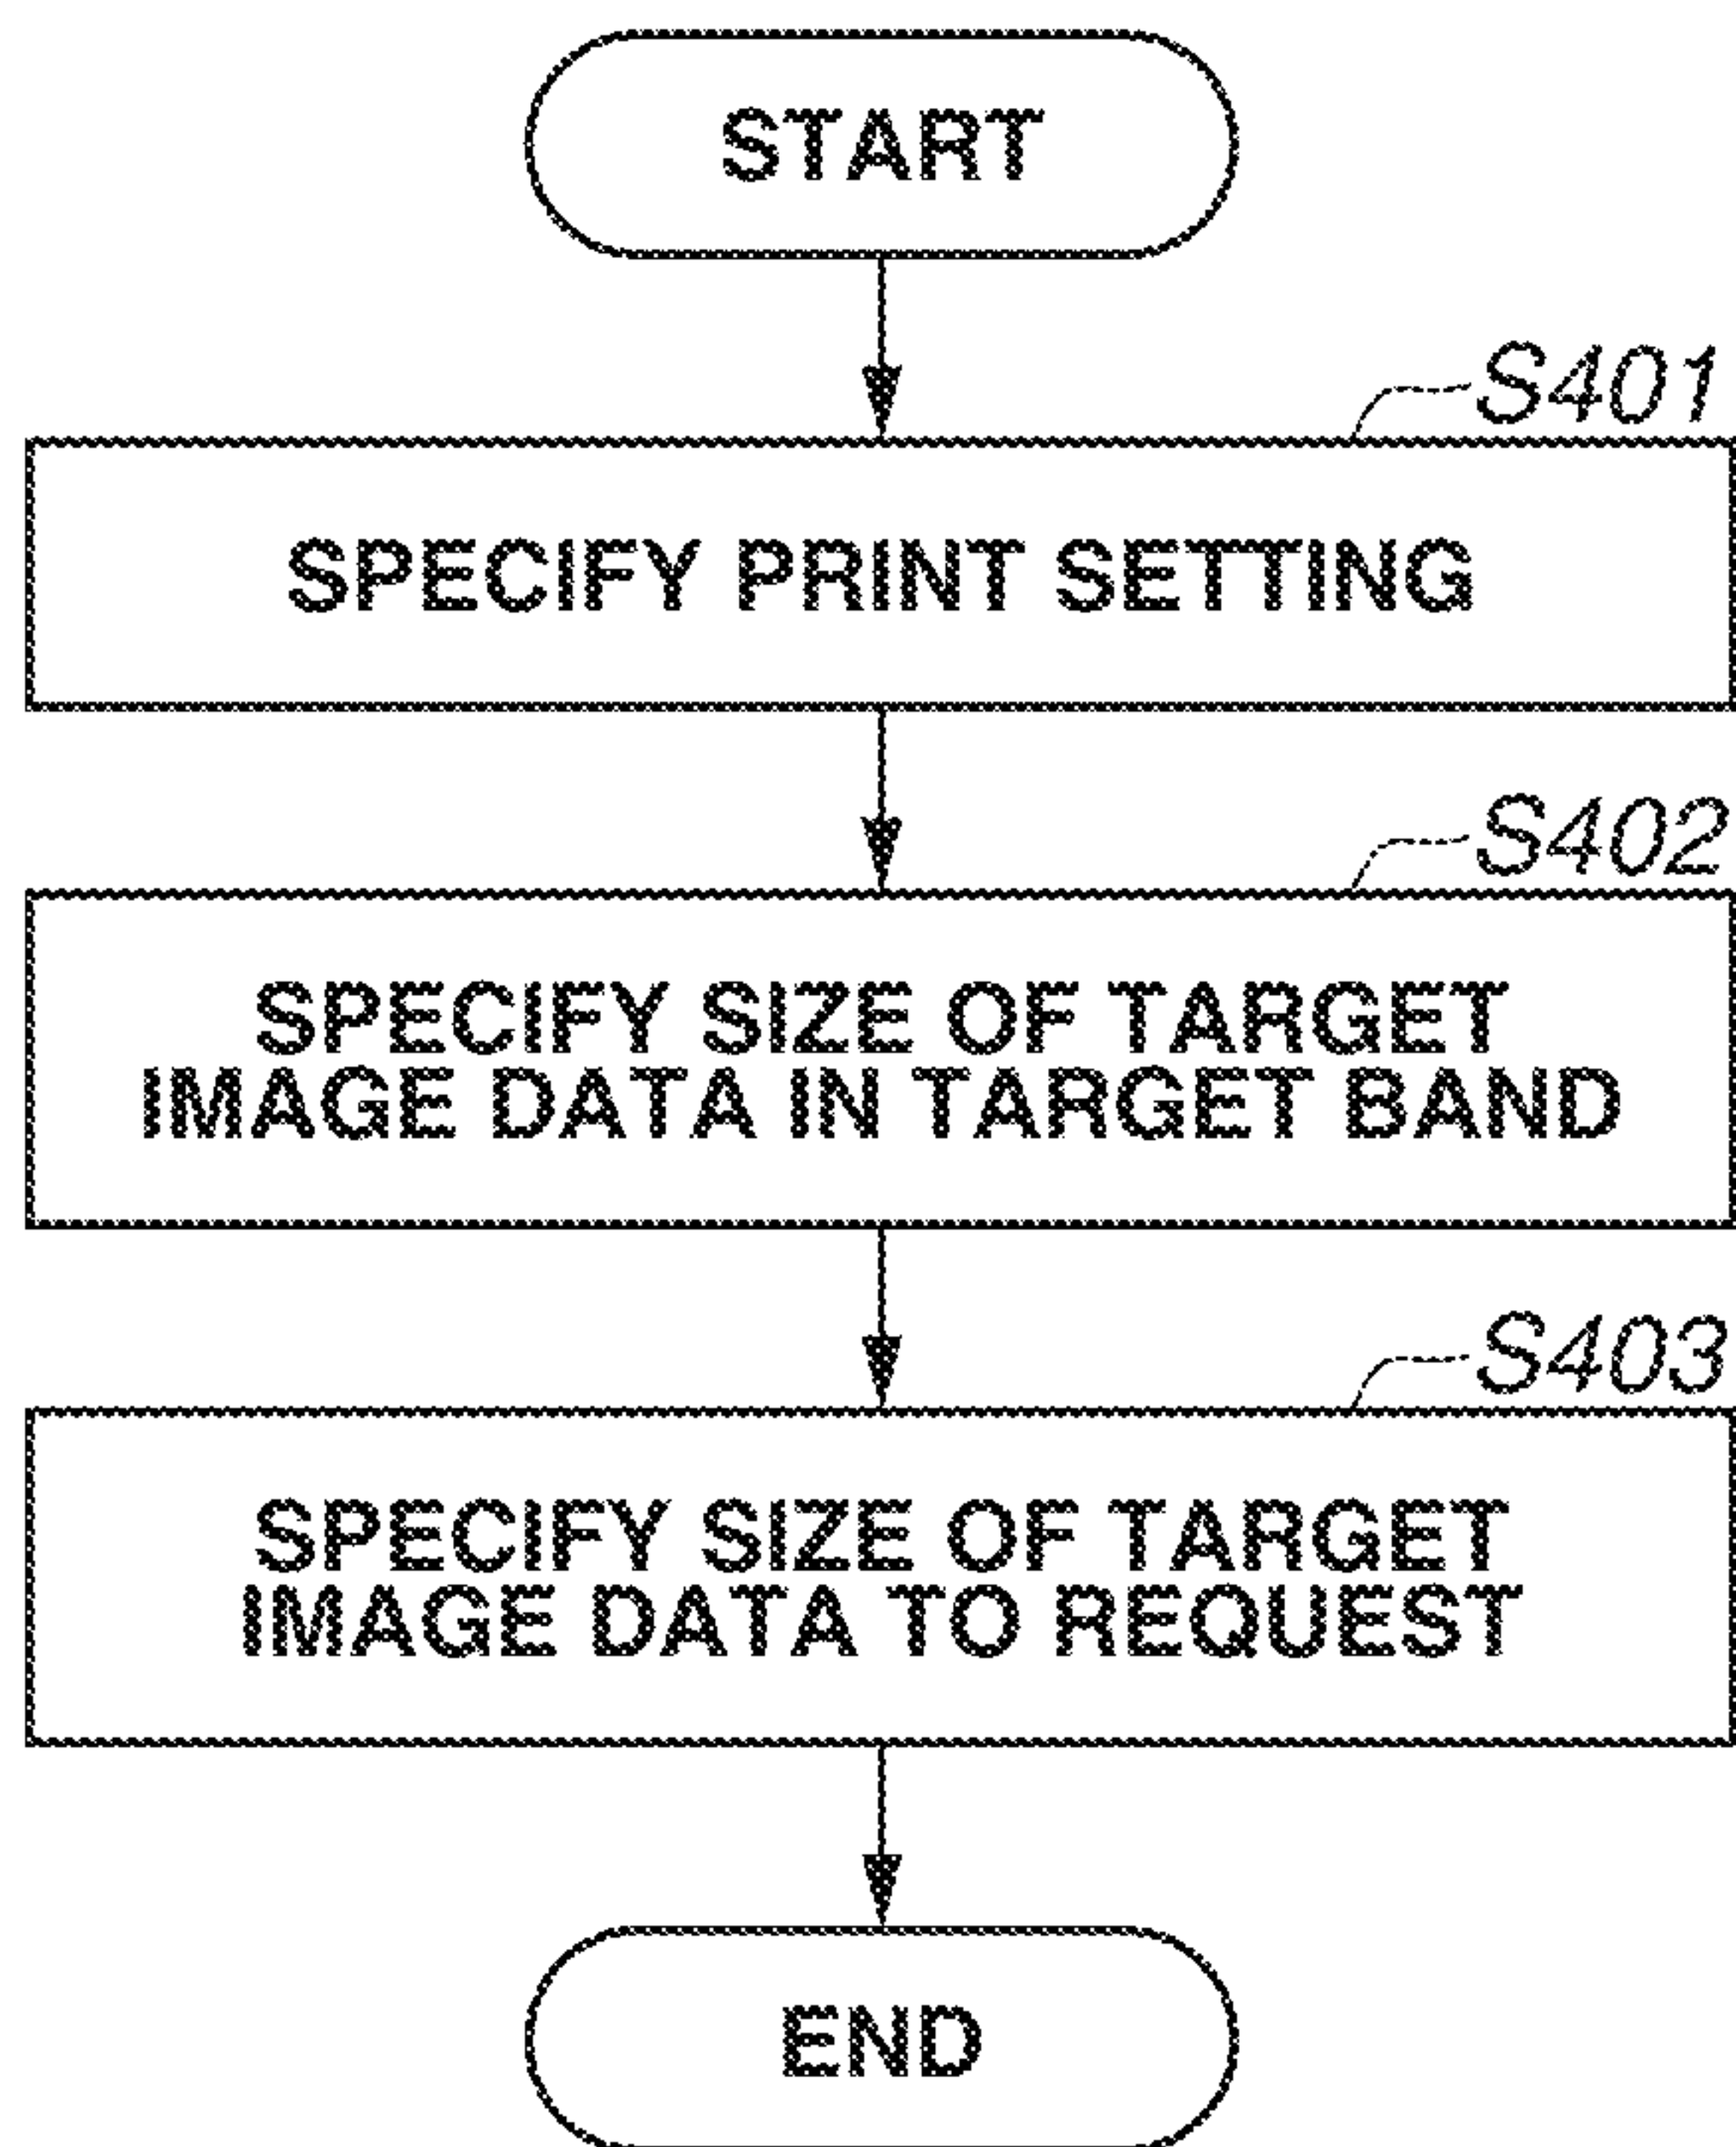 START
S401
SPECIFY PRINT SETTING
S402
SPECIFY SIZE OF TARGET
IMAGE DATA IN TARGET BAND
S403
SPECIFY SIZE OF TARGET
IMAGE DATA TO REQUEST
END